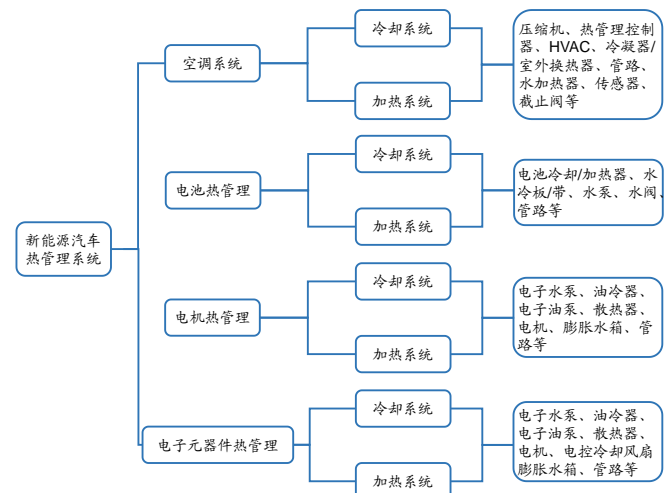 新能源汽车
热管理系统
空调系统
冷却系统
加热系统
压缩机、热管理控制
器、HVAC、冷凝器/
室外换热器、管路、
水加热器、传感器、
截止阀等
电池热管理
冷却系统
加热系统
电池冷却/加热器、水
冷板/带、水泵、水阀、
管路等
电机热管理
冷却系统
加热系统
电子水泵、油冷器、
电子油泵、散热器、
电机、膨胀水箱、管
路等
电子元器件热管理
冷却系统
加热系统
电子水泵、油冷器、
电子油泵、散热器、
电机、电控冷却风扇
膨胀水箱、管路等